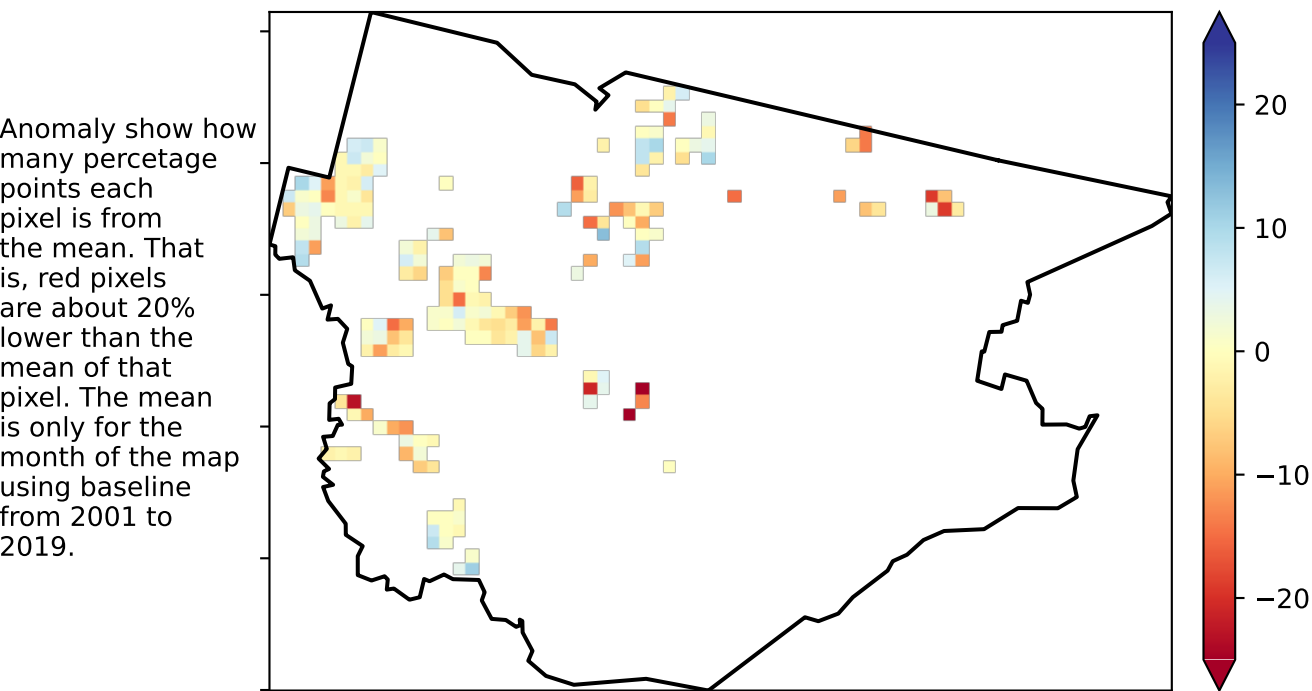 Anomaly show how
many percetage
points each
pixel is from
the mean. That
is, red pixels
are about 20%
lower than the
mean of that
pixel. The mean
is only for the
month of the map
using baseline
from 2001 to
2019.
20
10
0
−10
−20